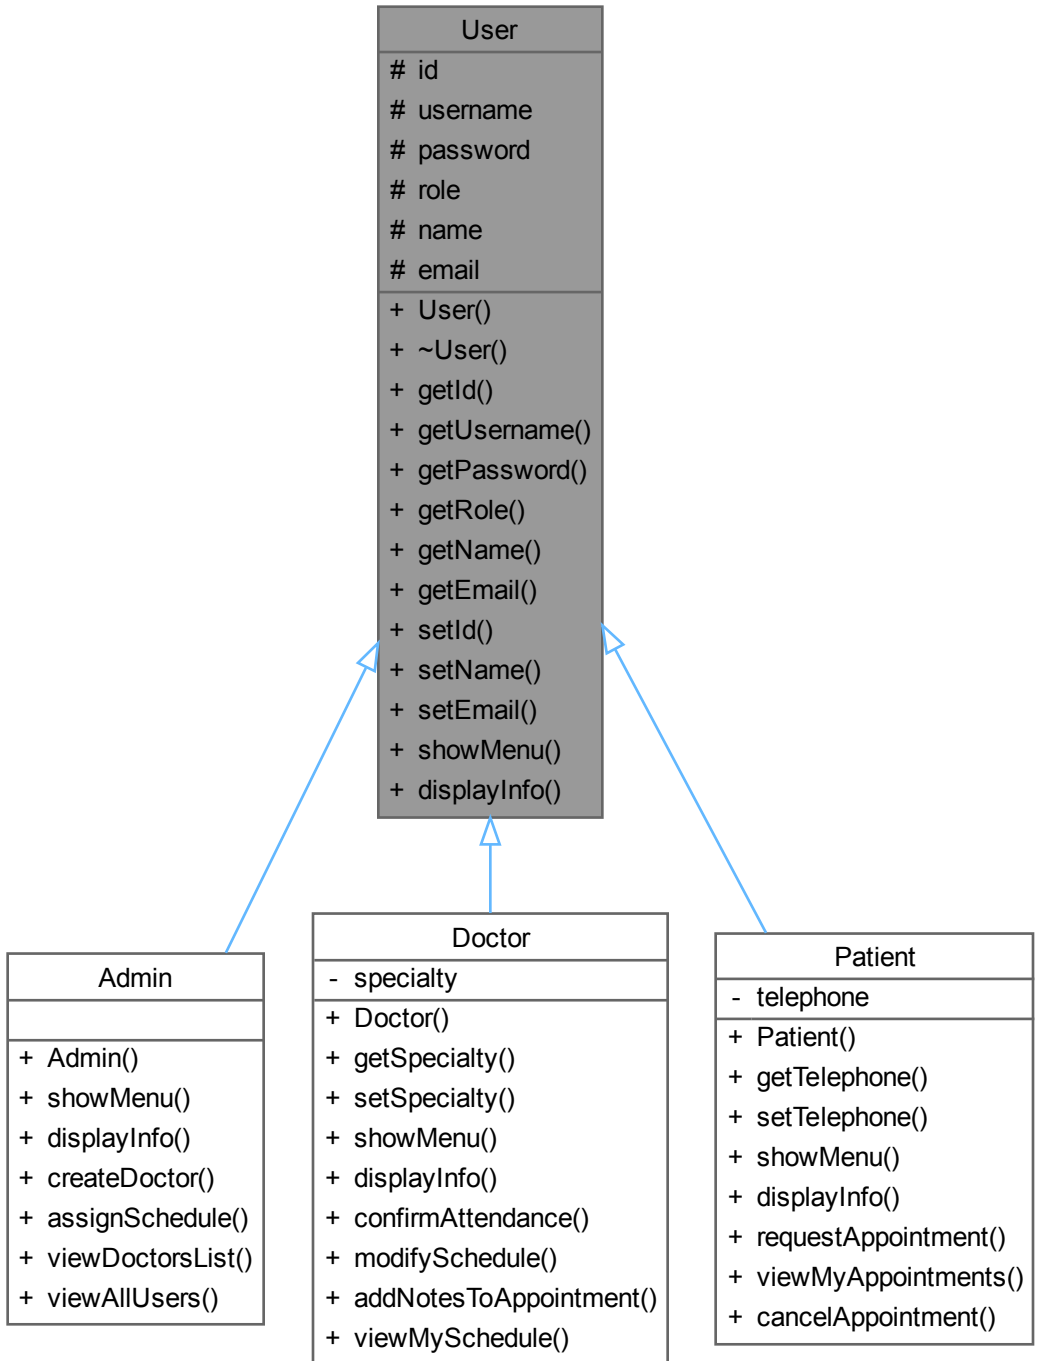 User
# id
# username
# password
# role
# name
# email
+ User()
+ ~User()
+ getId()
+ getUsername()
+ getPassword()
+ getRole()
+ getName()
+ getEmail()
+ setId()
+ setName()
+ setEmail()
+ showMenu()
+ displayInfo()
Admin
+ Admin()
+ showMenu()
+ displayInfo()
+ createDoctor()
+ assignSchedule()
+ viewDoctorsList()
+ viewAllUsers()
Doctor
- specialty
+ Doctor()
+ getSpecialty()
+ setSpecialty()
+ showMenu()
+ displayInfo()
+ confirmAttendance()
+ modifySchedule()
+ addNotesToAppointment()
+ viewMySchedule()
Patient
- telephone
+ Patient()
+ getTelephone()
+ setTelephone()
+ showMenu()
+ displayInfo()
+ requestAppointment()
+ viewMyAppointments()
+ cancelAppointment()